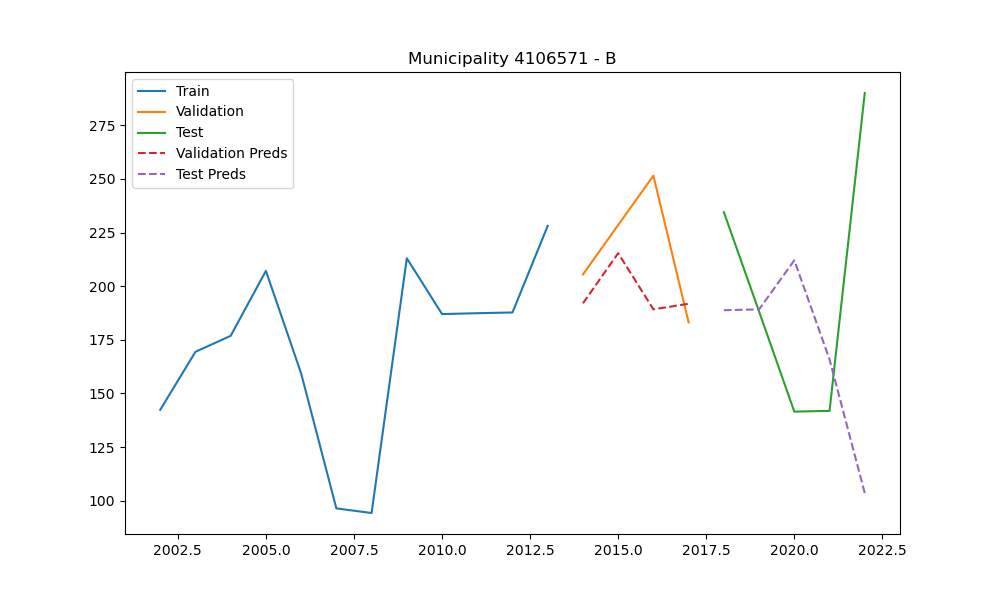 Municipality 4106571 - B
Train
Validation
Test
Validation Preds
Test Preds
275
250
225
200
175
150
125
100
2002.5 2005.0 2007.5 2010.0 2012.5 2015.0 2017.5 2020.0 2022.5